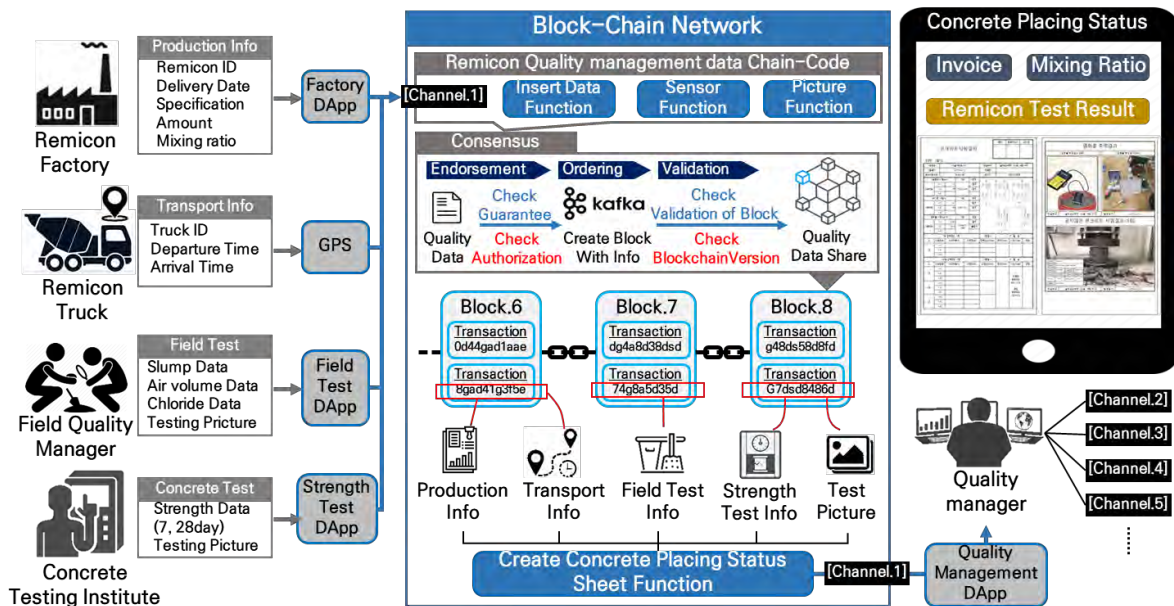 Production Info
Remicon ID
Delivery Date
Specification
Amount
Mixing ratio
Remicon
Factory
Factory
DApp
Transport Info
Truck ID
Departure Time
Arrival Time
Remicon
Truck
GPS
Field Test
Slump Data
Air volume Data
Chloride Data
Testing Pricture
Field Quality
Manager
Field
Test
DApp
Concrete Test
Strength Data
(7, 28day)
Testing Picture
Concrete
Testing Institute
Strength
Test
DApp
Block-Chain Network
Remicon Quality management data Chain-Code
[Channel.1]
Insert Data
Function
Sensor
Function
Picture
Function
Consensus
Endorsement
Ordering
Validation
Quality
Data
Check
Guarantee
Check
Authorization
kafka
Create Block
With Info
Check
Validation of Block
Check
BlockchainVersion
Quality
Data Share
Block.6
Transaction
0d44gad1aae
Transaction
8gad41g3f5e
Block.7
Transaction
dg4a8d38dsd
Transaction
74g8a5d35d
Block.8
Transaction
g48ds58d8fd
Transaction
G7dsd8486d
Production
Info
Transport
Info
Field Test
Info
Strength
Test Info
Test
Picture
Create Concrete Placing Status
Sheet Function
[Channel.1]
Quality
Management
DApp
Concrete Placing Status
Invoice
Mixing Ratio
Remicon Test Result
Quality
manager
[Channel.2]
[Channel.3]
[Channel.4]
[Channel.5]